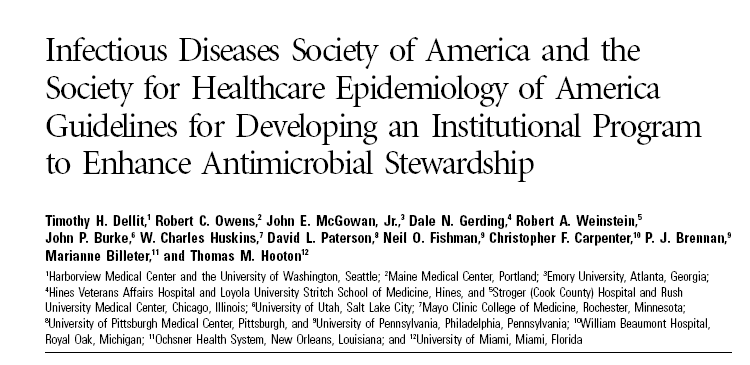 Infectious Diseases Society of America and the
Society for Healthcare Epidemiology of America
Guidelines for Developing an Institutional Program
to Enhance Antimicrobial Stewardship
Timothy H. Dellit,¹ Robert C. Owens,² John E. McGowan, Jr.,³ Dale N. Gerding,⁴ Robert A. Weinstein,⁵
John P. Burke,⁶ W. Charles Huskins,⁷ David L. Paterson,⁸ Neil O. Fishman,⁹ Christopher F. Carpenter,¹⁰ P. J. Brennan,⁹
Marianne Billeter,¹¹ and Thomas M. Hooton¹²
¹Harborview Medical Center and the University of Washington, Seattle; ²Maine Medical Center, Portland; ³Emory University, Atlanta, Georgia;
⁴Hines Veterans Affairs Hospital and Loyola University Stritch School of Medicine, Hines, and ⁵Stroger (Cook County) Hospital and Rush
University Medical Center, Chicago, Illinois; ⁶University of Utah, Salt Lake City; ⁷Mayo Clinic College of Medicine, Rochester, Minnesota;
⁸University of Pittsburgh Medical Center, Pittsburgh, and ⁹University of Pennsylvania, Philadelphia, Pennsylvania; ¹⁰William Beaumont Hospital,
Royal Oak, Michigan; ¹¹Ochsner Health System, New Orleans, Louisiana; and ¹²University of Miami, Miami, Florida